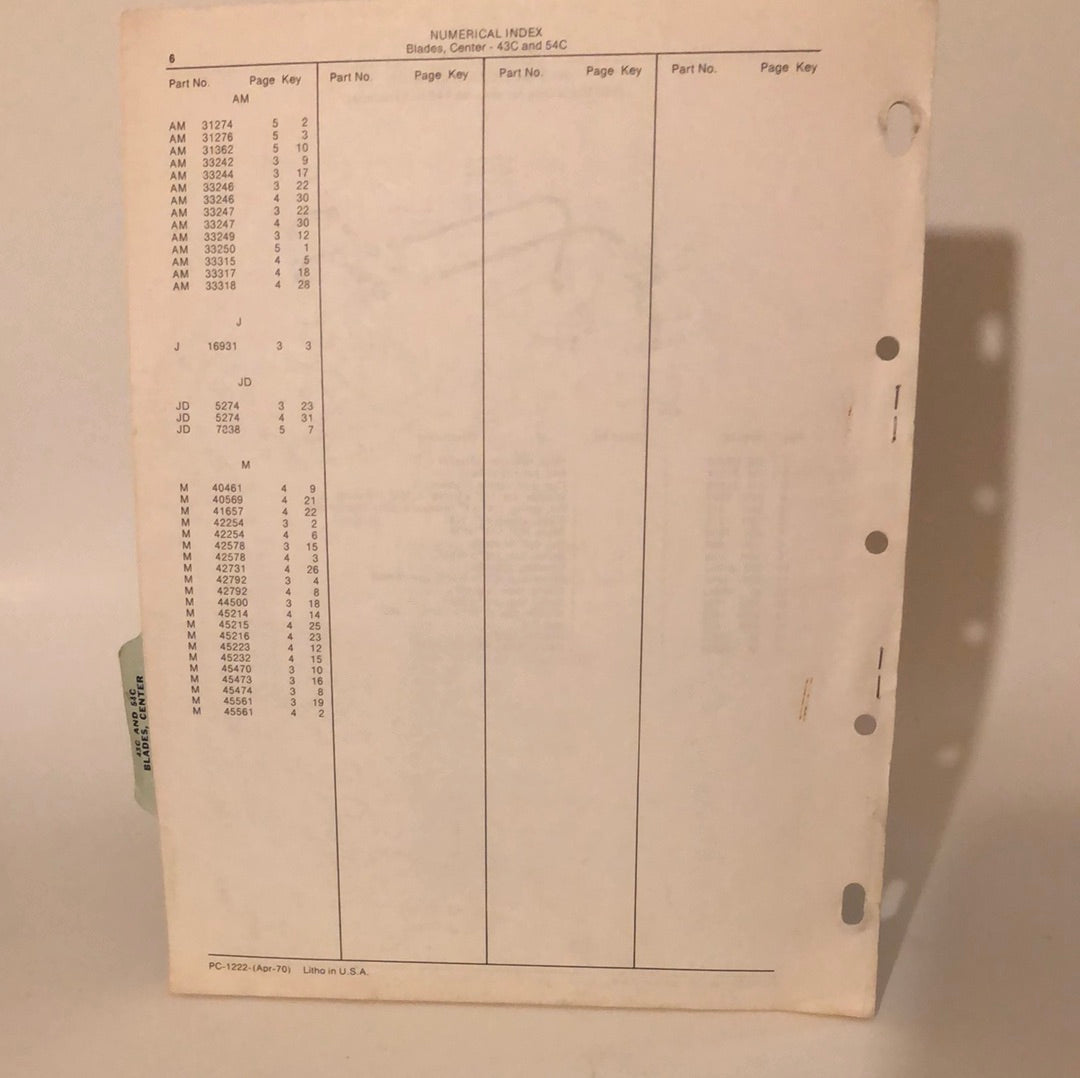 NUMERICAL INDEX
6 Blades, Center - 43C and 54C
Part No. Page Key Part No. Page Key Part No. Page Key Part No. Page Key
AM
AM 31274 5 2
AM 31276 5 3
AM 31362 5 10
AM 33242 3 9
AM 33244 3 17
AM 33246 3 22
AM 33246 4 30
AM 33247 3 22
AM 33247 4 30
AM 33249 3 12
AM 33250 5 1
AM 33315 4 5
AM 33317 4 18
AM 33318 4 28
J
J 16931 3 3
JD
JD 5274 3 23
JD 5274 4 31
JD 7238 5 7
M
M 40461 4 9
M 40569 4 21
M 41657 4 22
M 42254 3 2
M 42254 4 6
M 42578 3 15
M 42578 4 3
M 42731 4 26
M 42792 3 4
M 42792 4 8
M 44500 3 18
M 45214 4 14
M 45215 4 25
M 45216 4 23
M 45223 4 12
M 45232 4 15
M 45470 3 10
M 45473 3 16
M 45474 3 8
M 45561 3 19
M 45561 4 2
43C AND 54C
BLADES, CENTER
PC-1222-(Apr-70) Litho in U.S.A.